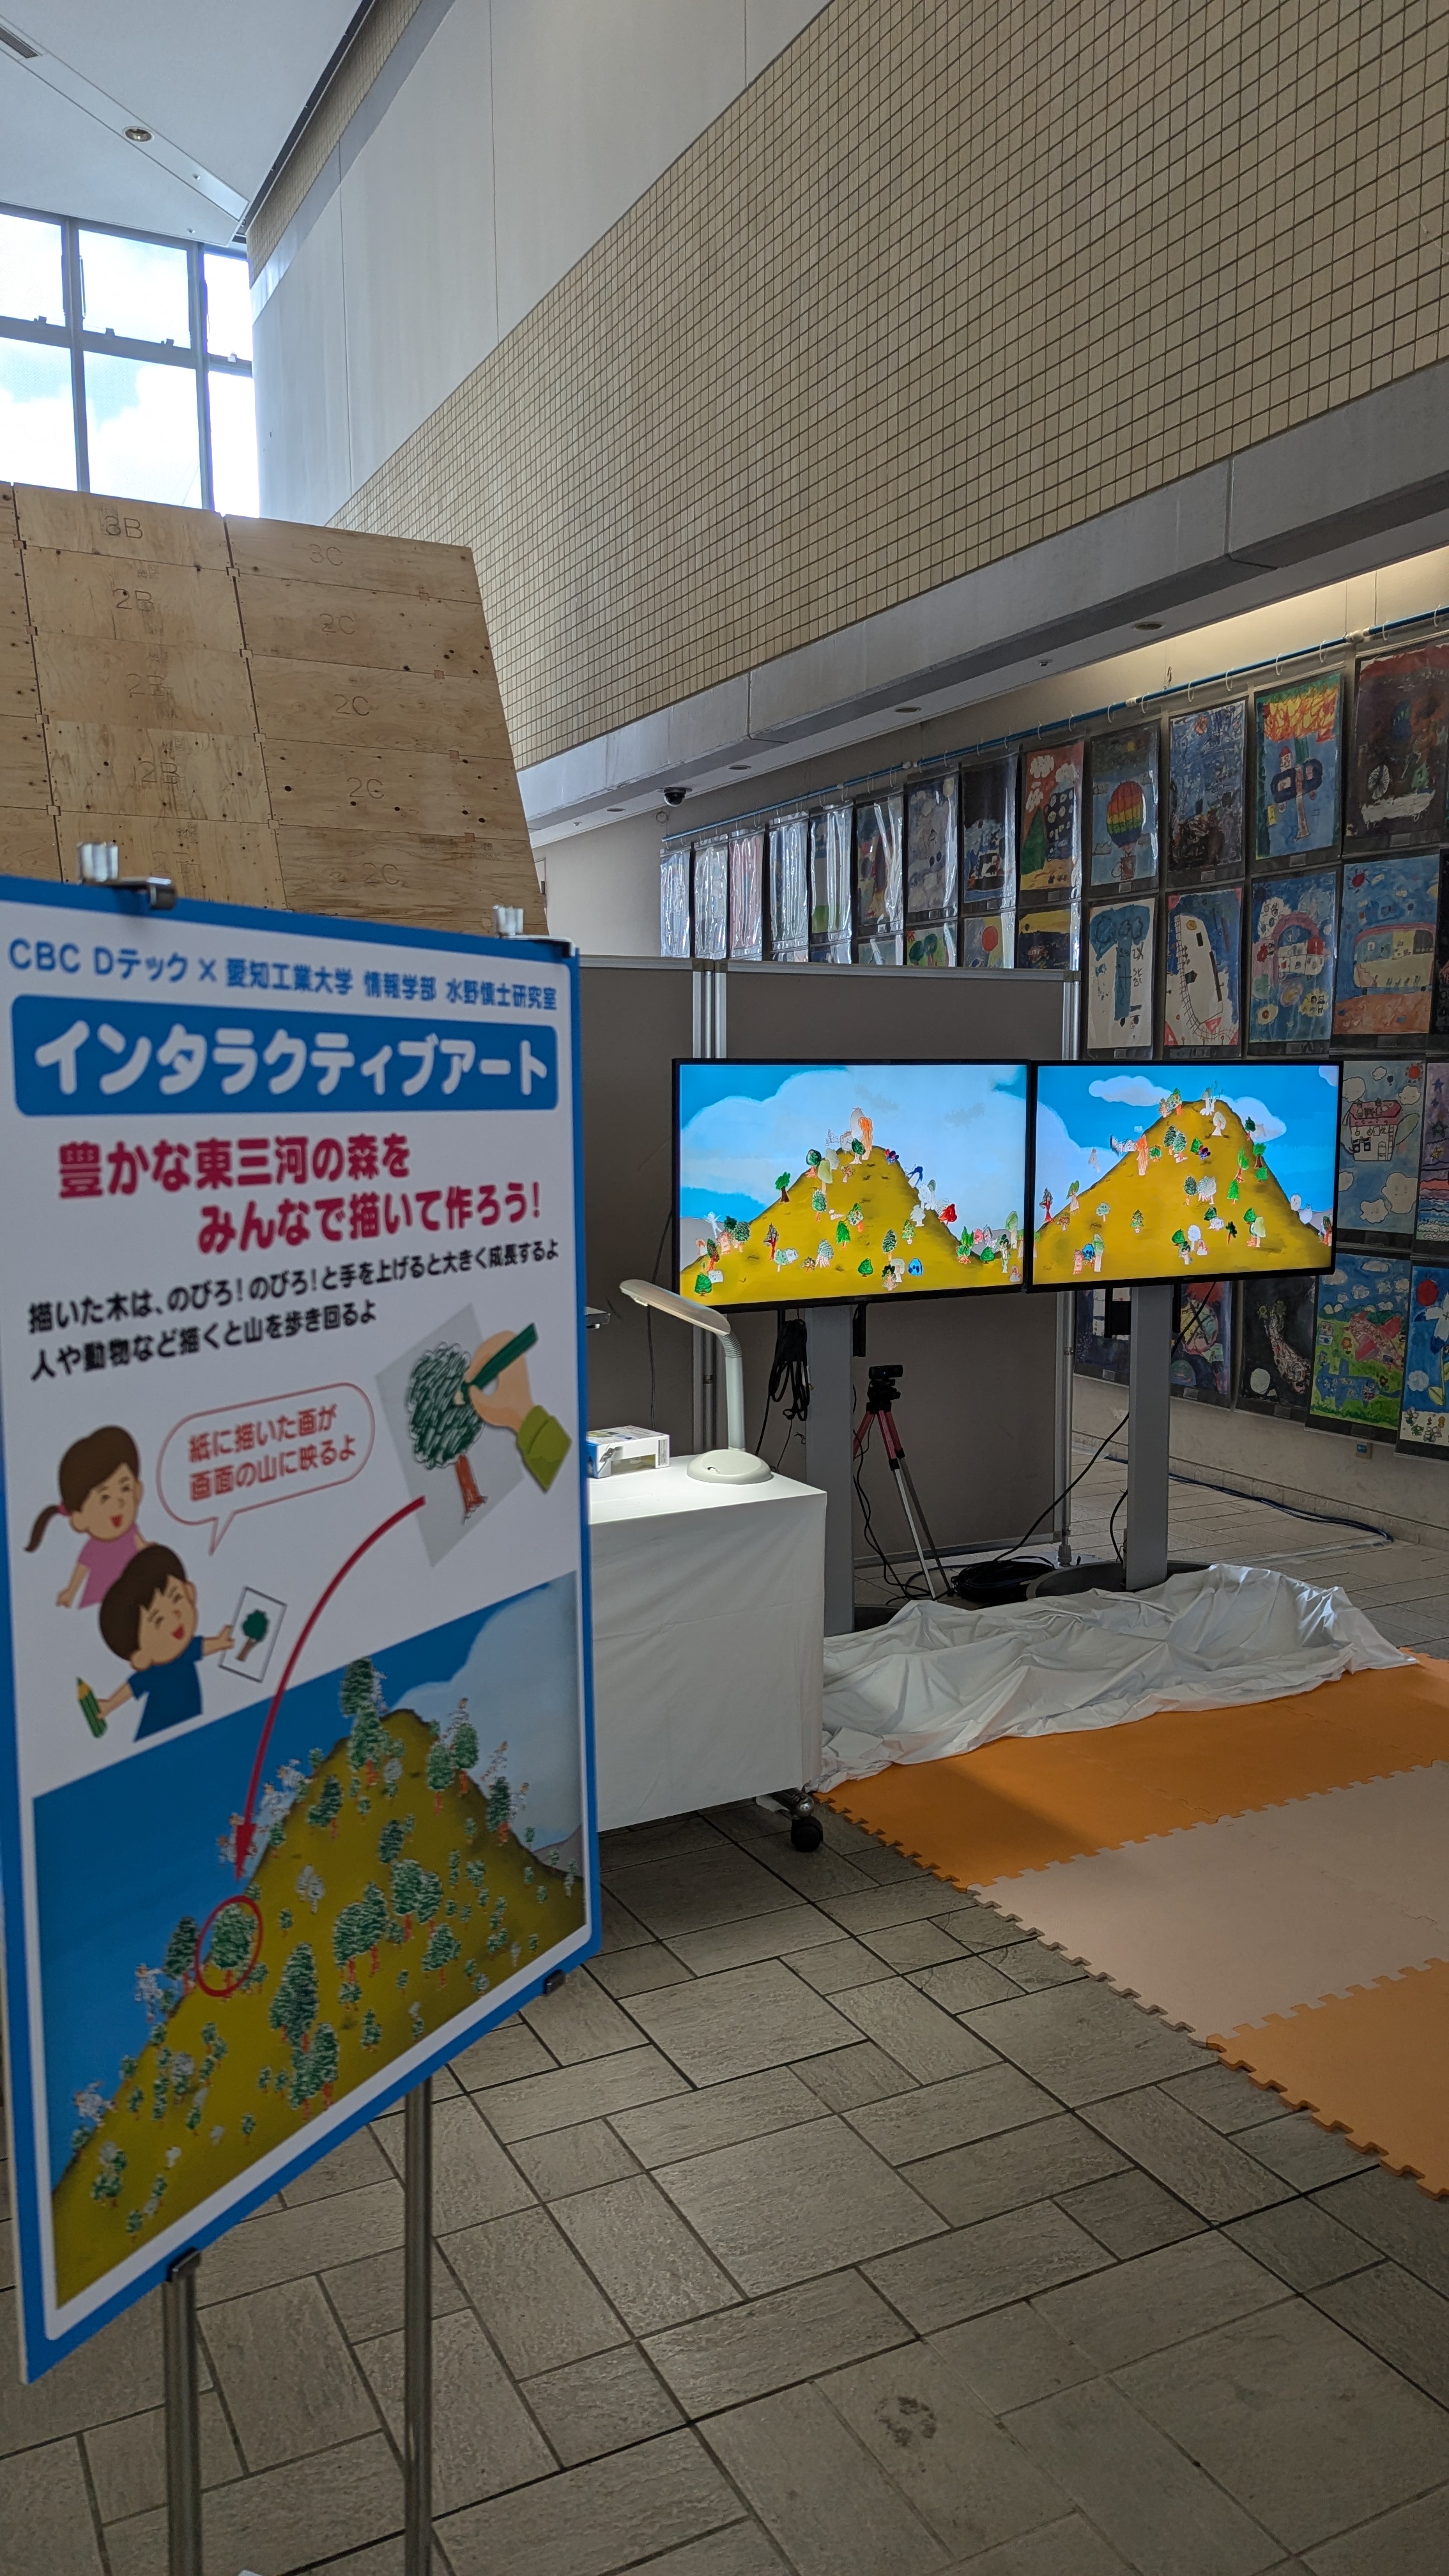 3B
3C
2B
2C
2B
2C
2B
2C
2C
CBC Dテック × 愛知工業大学 情報学部 水野慎士研究室
インタラクティブアート
豊かな東三河の森を
みんなで描いて作ろう!
描いた木は、のびろ!のびろ!と手を上げると大きく成長するよ
人や動物など描くと山を歩き回るよ
紙に描いた画が
画面の山に映るよ